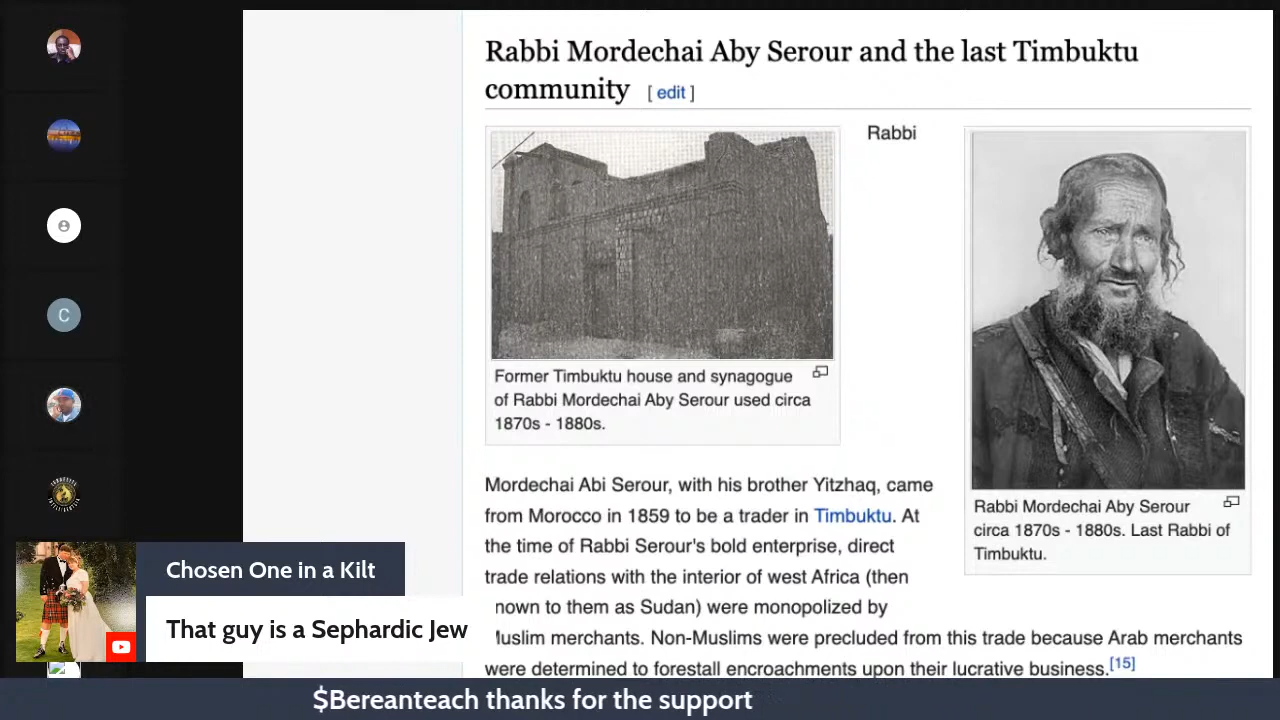 Rabbi Mordechai Aby Serour and the last Timbuktu
community [ edit ]
Rabbi
Former Timbuktu house and synagogue
of Rabbi Mordechai Aby Serour used circa
1870s - 1880s.
Rabbi Mordechai Aby Serour
circa 1870s - 1880s. Last Rabbi of
Timbuktu.
Mordechai Abi Serour, with his brother Yitzhaq, came
from Morocco in 1859 to be a trader in Timbuktu. At
the time of Rabbi Serour's bold enterprise, direct
trade relations with the interior of west Africa (then
nown to them as Sudan) were monopolized by
uslim merchants. Non-Muslims were precluded from this trade because Arab merchants
were determined to forestall encroachments upon their lucrative business.[15]
C
Chosen One in a Kilt
That guy is a Sephardic Jew
$Bereanteach thanks for the support